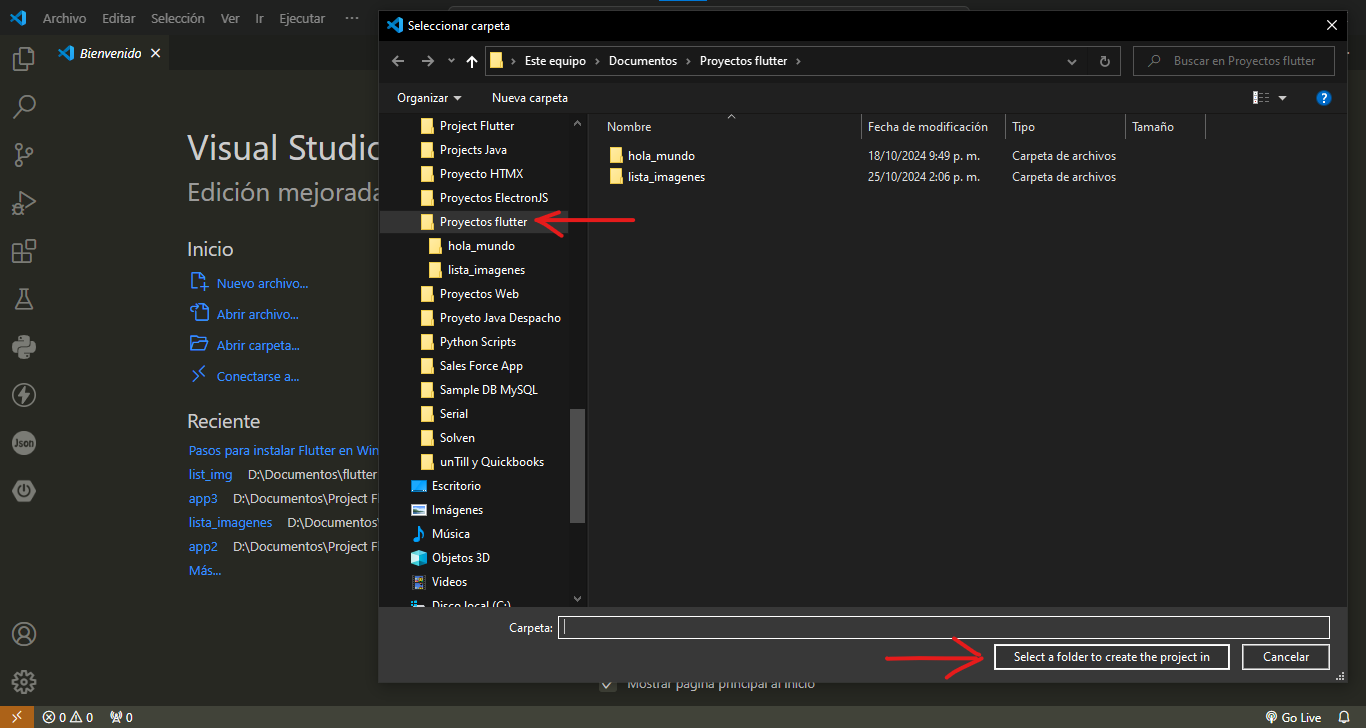 Archivo Editar Selección Ver Ir Ejecutar ···
Seleccionar carpeta
Bienvenido
Este equipo > Documentos > Proyectos flutter >
Buscar en Proyectos flutter
Organizar
Nueva carpeta
Nombre
Fecha de modificación
Tipo
Tamaño
hola_mundo 18/10/2024 9:49 p. m. Carpeta de archivos
lista_imagenes 25/10/2024 2:06 p. m. Carpeta de archivos
Project Flutter
Projects Java
Proyecto HTMX
Proyectos ElectronJS
Proyectos flutter
hola_mundo
lista_imagenes
Proyectos Web
Proyeto Java Despacho
Python Scripts
Sales Force App
Sample DB MySQL
Serial
Solven
unTill y Quickbooks
Escritorio
Imágenes
Música
Objetos 3D
Videos
Disco local (C:)
Carpeta:
Select a folder to create the project in
Cancelar
Visual Studio
Edición mejorada
Inicio
Nuevo archivo...
Abrir archivo...
Abrir carpeta...
Conectarse a...
Reciente
Pasos para instalar Flutter en Win
list_img D:\Documentos\flutter
app3 D:\Documentos\Project Fl
lista_imagenes D:\Documentos\
app2 D:\Documentos\Project Fl
Más...
Mostrar página principal al inicio
Json
0 0 0
Go Live